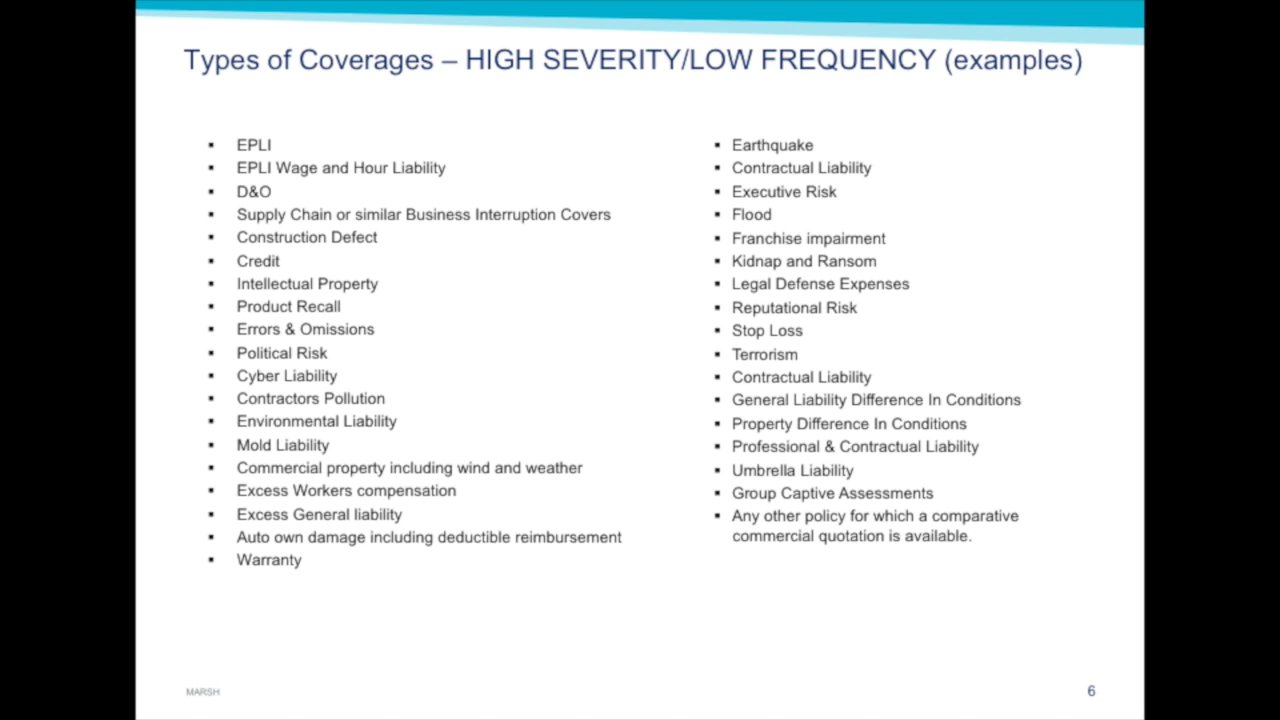 Types of Coverages – HIGH SEVERITY/LOW FREQUENCY (examples)
▪ EPLI
▪ EPLI Wage and Hour Liability
▪ D&O
▪ Supply Chain or similar Business Interruption Covers
▪ Construction Defect
▪ Credit
▪ Intellectual Property
▪ Product Recall
▪ Errors & Omissions
▪ Political Risk
▪ Cyber Liability
▪ Contractors Pollution
▪ Environmental Liability
▪ Mold Liability
▪ Commercial property including wind and weather
▪ Excess Workers compensation
▪ Excess General liability
▪ Auto own damage including deductible reimbursement
▪ Warranty
▪ Earthquake
▪ Contractual Liability
▪ Executive Risk
▪ Flood
▪ Franchise impairment
▪ Kidnap and Ransom
▪ Legal Defense Expenses
▪ Reputational Risk
▪ Stop Loss
▪ Terrorism
▪ Contractual Liability
▪ General Liability Difference In Conditions
▪ Property Difference In Conditions
▪ Professional & Contractual Liability
▪ Umbrella Liability
▪ Group Captive Assessments
▪ Any other policy for which a comparative
commercial quotation is available.
MARSH
6